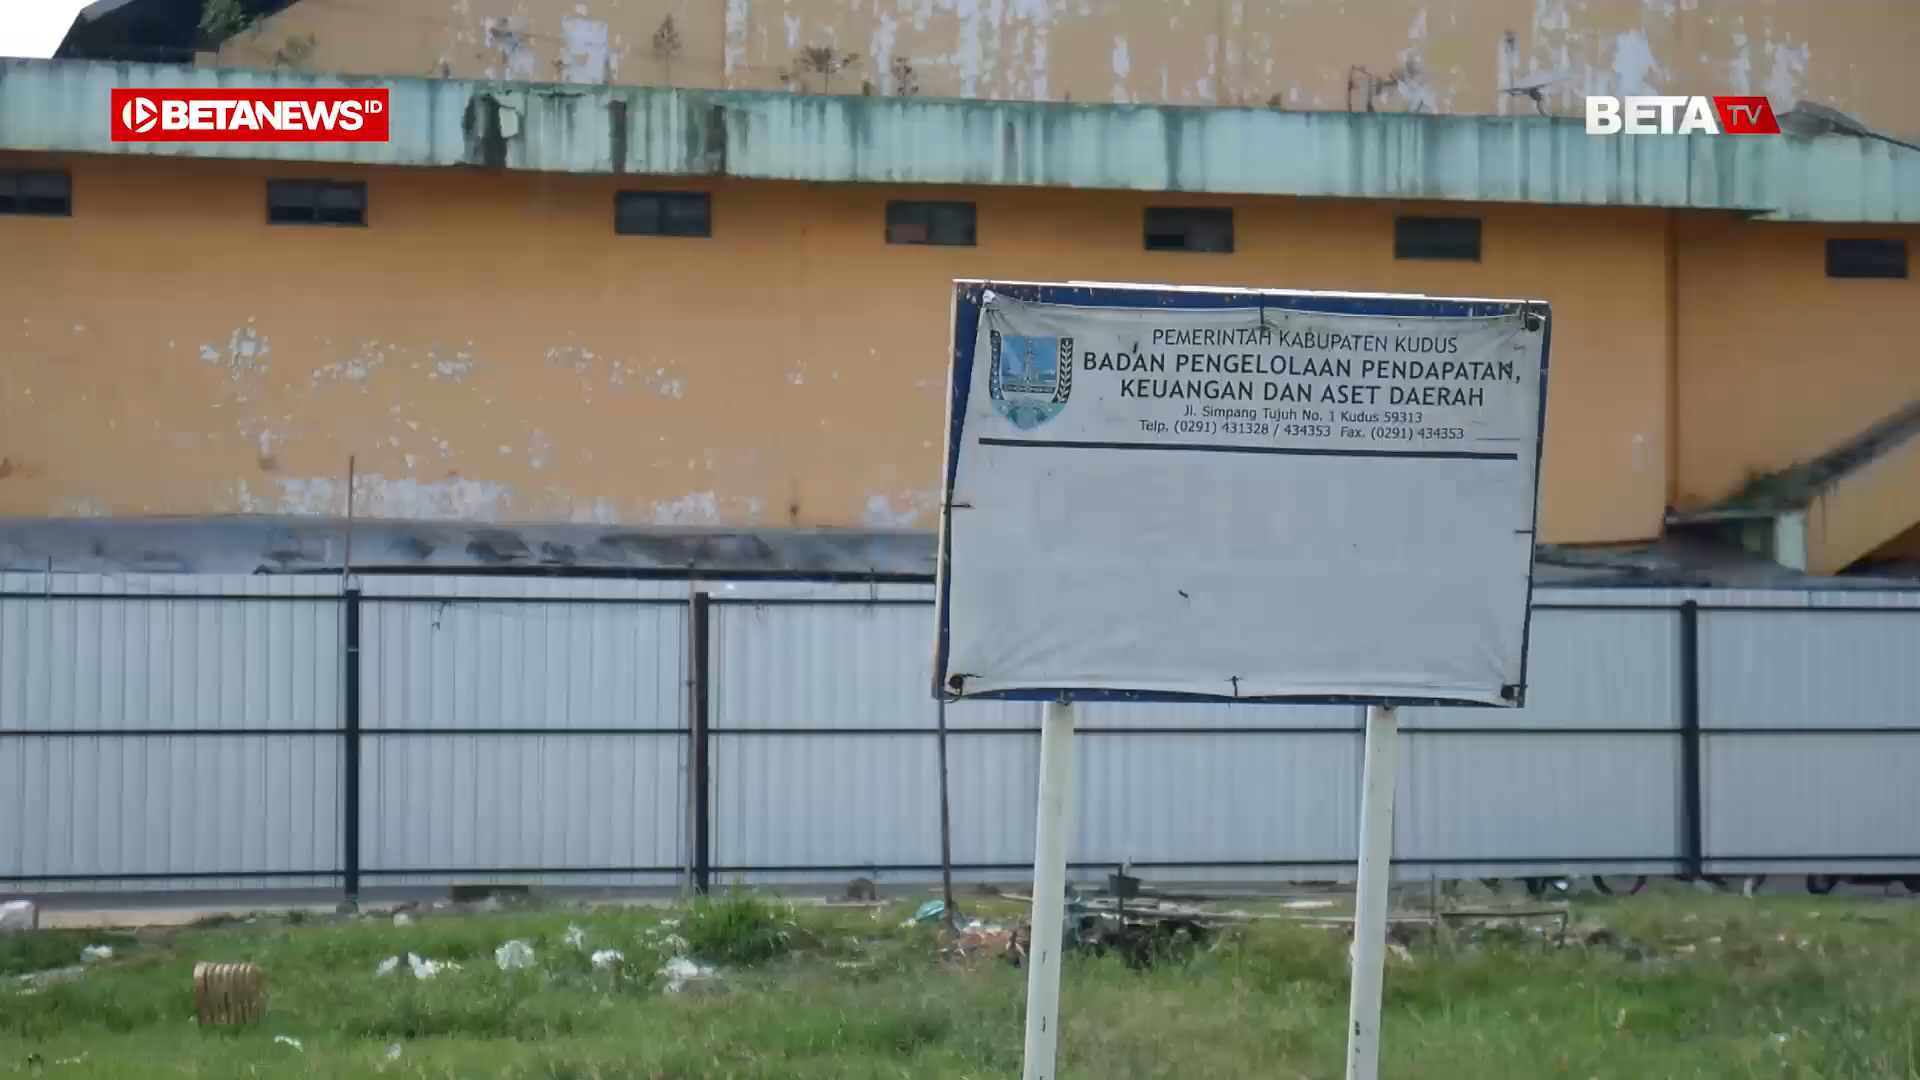 BETANEWS ID
BETA TV
PEMERINTAH KABUPATEN KUDUS
BADAN PENGELOLAAN PENDAPATAN,
KEUANGAN DAN ASET DAERAH
Jl. Simpang Tujuh No. 1 Kudus 59313
Telp. (0291) 431328 / 434353 Fax. (0291) 434353